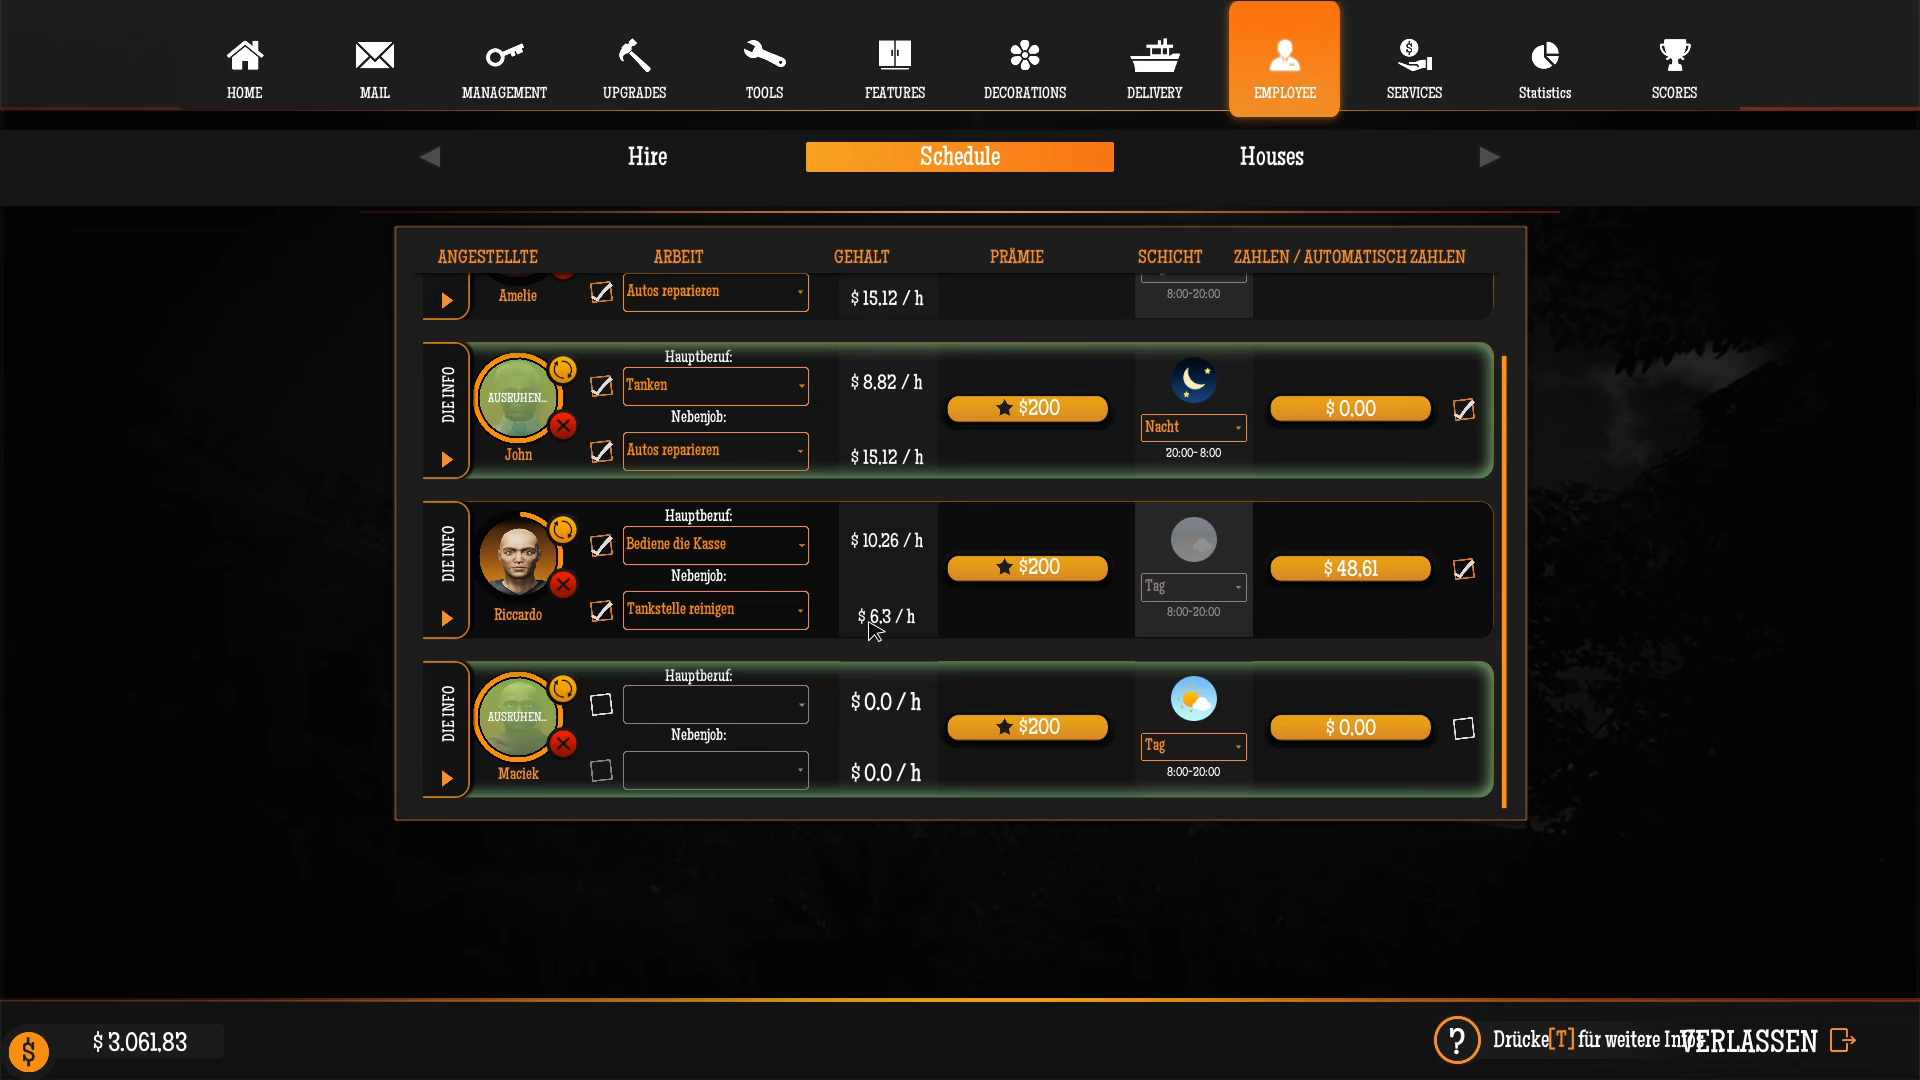 HOME MAIL MANAGEMENT UPGRADES TOOLS FEATURES DECORATIONS DELIVERY EMPLOYEE SERVICES Statistics SCORES
Hire Schedule Houses
ANGESTELLTE ARBEIT GEHALT PRÄMIE SCHICHT ZAHLEN / AUTOMATISCH ZAHLEN
Amelie Autos reparieren $ 15,12 / h 8:00-20:00
DIE INFO
AUSRUHEN...
John
Hauptberuf:
Tanken
Nebenjob:
Autos reparieren
$ 8,82 / h
$ 15,12 / h
$200
Nacht
20:00- 8:00
$ 0,00
DIE INFO
Riccardo
Hauptberuf:
Bediene die Kasse
Nebenjob:
Tankstelle reinigen
$ 10,26 / h
$ 6,3 / h
$200
Tag
8:00-20:00
$ 48,61
DIE INFO
AUSRUHEN...
Maciek
Hauptberuf:
Nebenjob:
$ 0.0 / h
$ 0.0 / h
$200
Tag
8:00-20:00
$ 0,00
$ 3.061,83
? Drücke[T] für weitere Infos
VERLASSEN